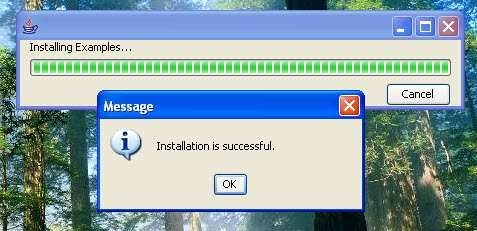 Installing Examples...
Cancel
Message
Installation is successful.
OK